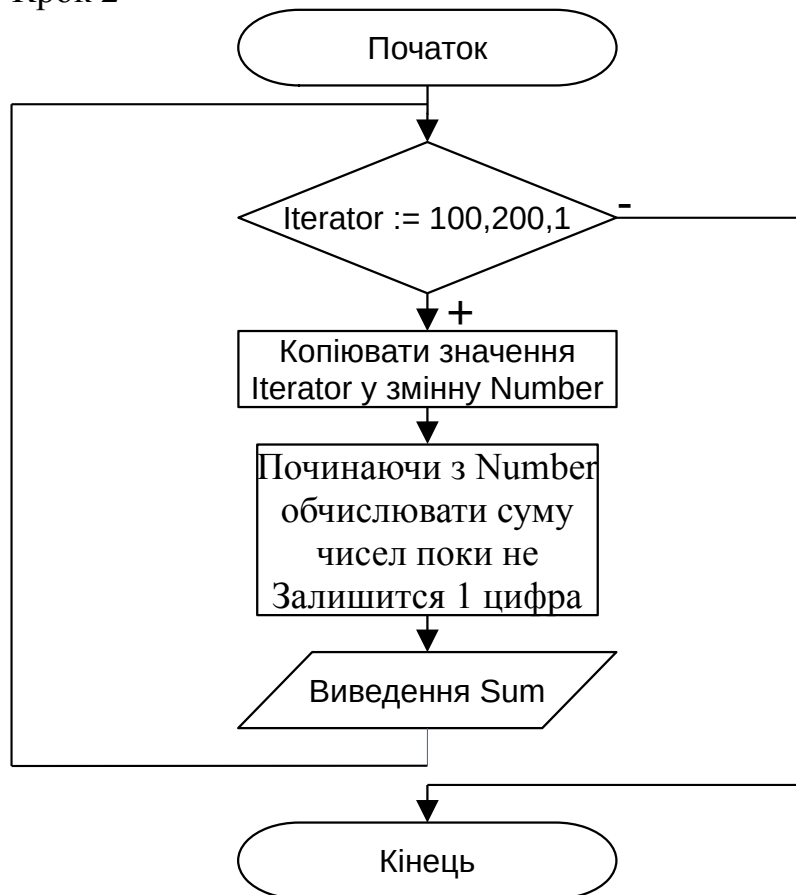 Крок 2
Початок
Iterator := 100,200,1
-
+
Копіювати значення
Iterator у змінну Number
Починаючи з Number
обчислювати суму
чисел поки не
Залишится 1 цифра
Виведення Sum
Кінець